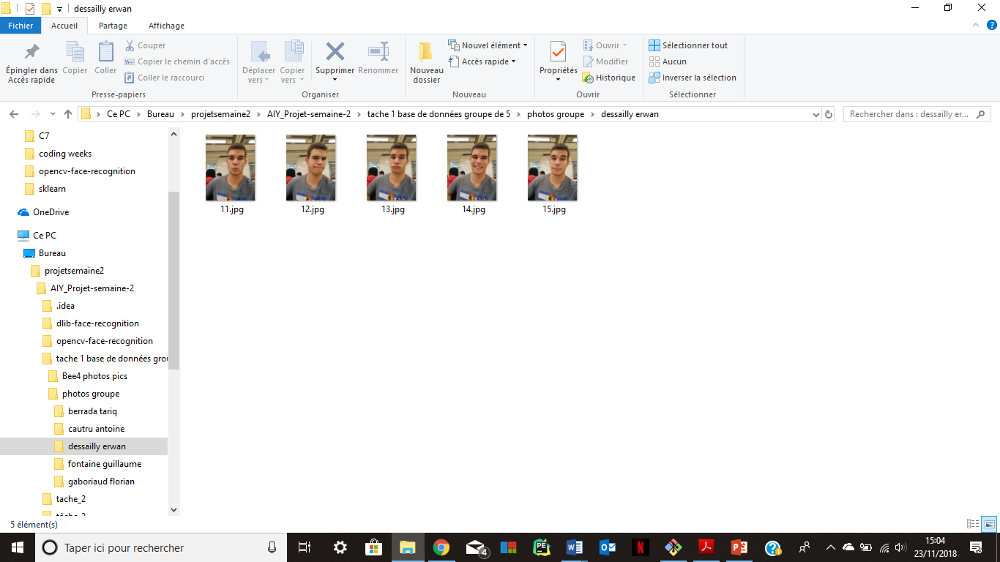 dessailly erwan
Fichier
Accueil
Partage
Affichage
Épingler dans
Accès rapide
Copier
Coller
Couper
Copier le chemin d'accès
Coller le raccourci
Presse-papiers
Déplacer
vers
Copier
vers
Supprimer
Renommer
Organiser
Nouveau
dossier
Nouvel élément
Accès rapide
Nouveau
Propriétés
Ouvrir
Modifier
Historique
Ouvrir
Sélectionner tout
Aucun
Inverser la sélection
Sélectionner
Ce PC > Bureau > projetsemaine2 > AIY_Projet-semaine-2 > tache 1 base de données groupe de 5 > photos groupe > dessailly erwan
Rechercher dans : dessailly er...
C7
coding weeks
opencv-face-recognition
sklearn
OneDrive
Ce PC
Bureau
projetsemaine2
AIY_Projet-semaine-2
.idea
dlib-face-recognition
opencv-face-recognition
tache 1 base de données grou
Bee4 photos pics
photos groupe
berrada tariq
cautru antoine
dessailly erwan
fontaine guillaume
gaboriaud florian
tache_2
11.jpg
12.jpg
13.jpg
14.jpg
15.jpg
5 élément(s)
Taper ici pour rechercher
4
PE
15:04
23/11/2018